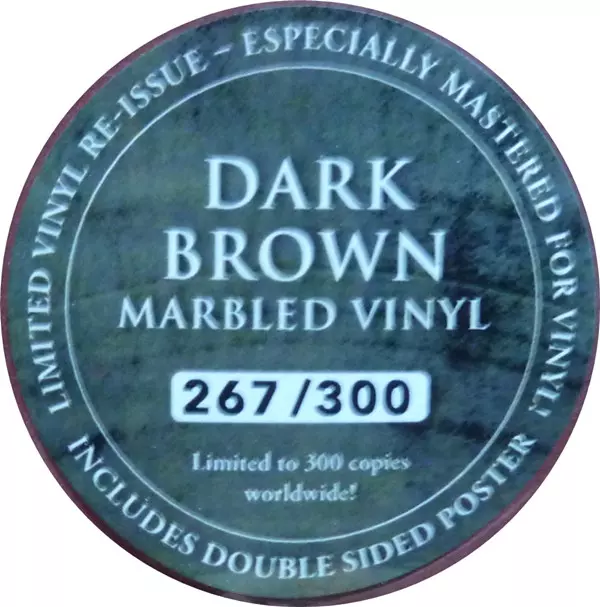 LIMITED VINYL RE-ISSUE – ESPECIALLY MASTERED FOR VINYL!
DARK
BROWN
MARBLED VINYL
267/300
Limited to 300 copies
worldwide!
INCLUDES DOUBLE SIDED POSTER